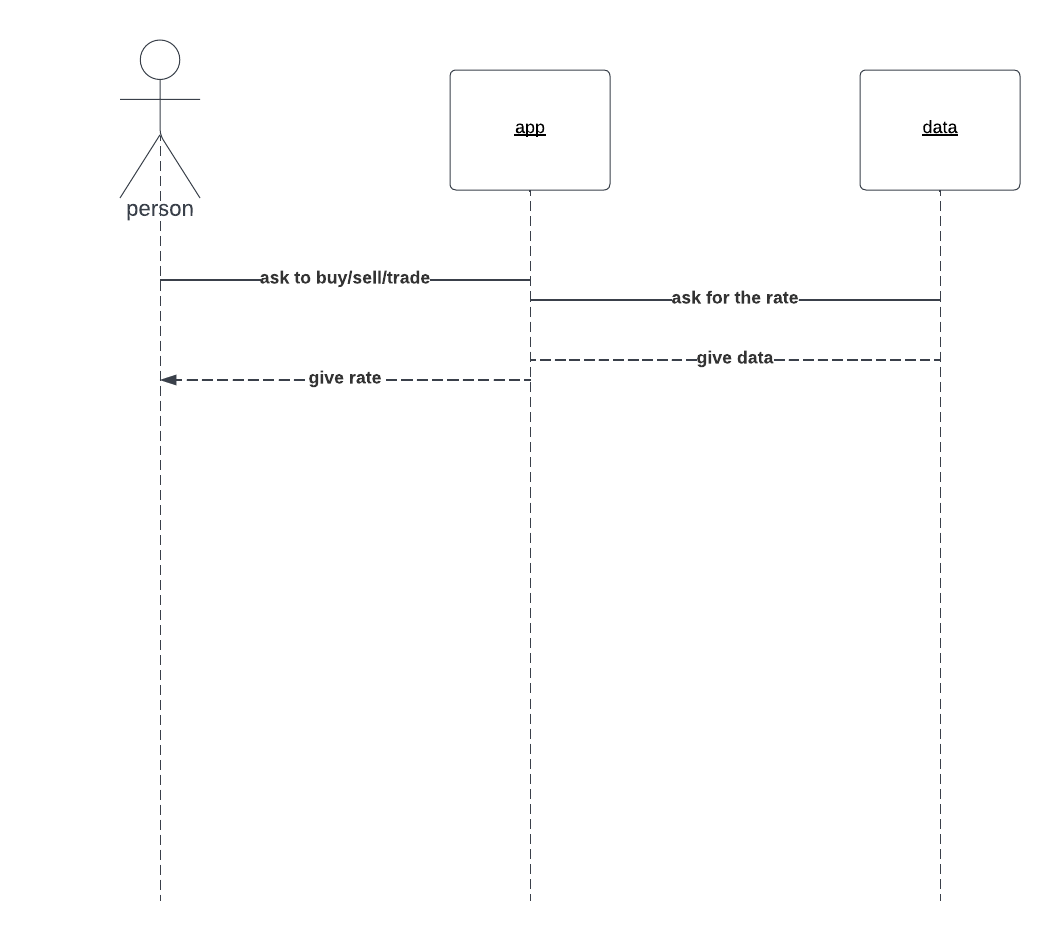 app
data
person
ask to buy/sell/trade
ask for the rate
give data
give rate